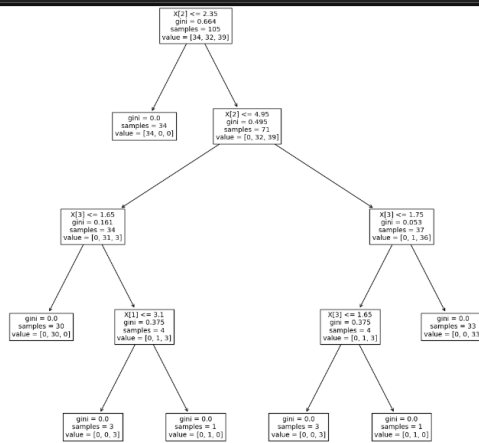 X[2] <= 2.35
gini = 0.664
samples = 105
value = [34, 32, 39]
gini = 0.0
samples = 34
value = [34, 0, 0]
X[2] <= 4.95
gini = 0.495
samples = 71
value = [0, 32, 39]
X[3] <= 1.65
gini = 0.161
samples = 34
value = [0, 31, 3]
X[3] <= 1.75
gini = 0.053
samples = 37
value = [0, 1, 36]
gini = 0.0
samples = 30
value = [0, 30, 0]
X[1] <= 3.1
gini = 0.375
samples = 4
value = [0, 1, 3]
X[3] <= 1.65
gini = 0.375
samples = 4
value = [0, 1, 3]
gini = 0.0
samples = 33
value = [0, 0, 33
gini = 0.0
samples = 3
value = [0, 0, 3]
gini = 0.0
samples = 1
value = [0, 1, 0]
gini = 0.0
samples = 3
value = [0, 0, 3]
gini = 0.0
samples = 1
value = [0, 1, 0]